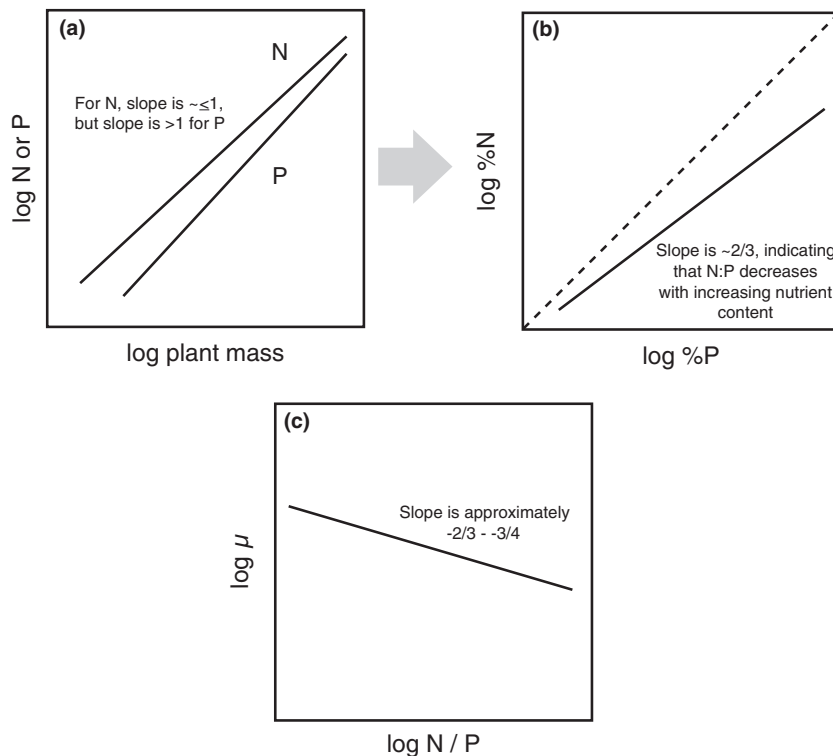 (a)
N
For N, slope is ~≤1,
but slope is >1 for P
P
log N or P
log plant mass
(b)
log %N
Slope is ~2/3, indicating
that N:P decreases
with increasing nutrient
content
log %P
(c)
Slope is approximately
-2/3 - -3/4
log μ
log N / P